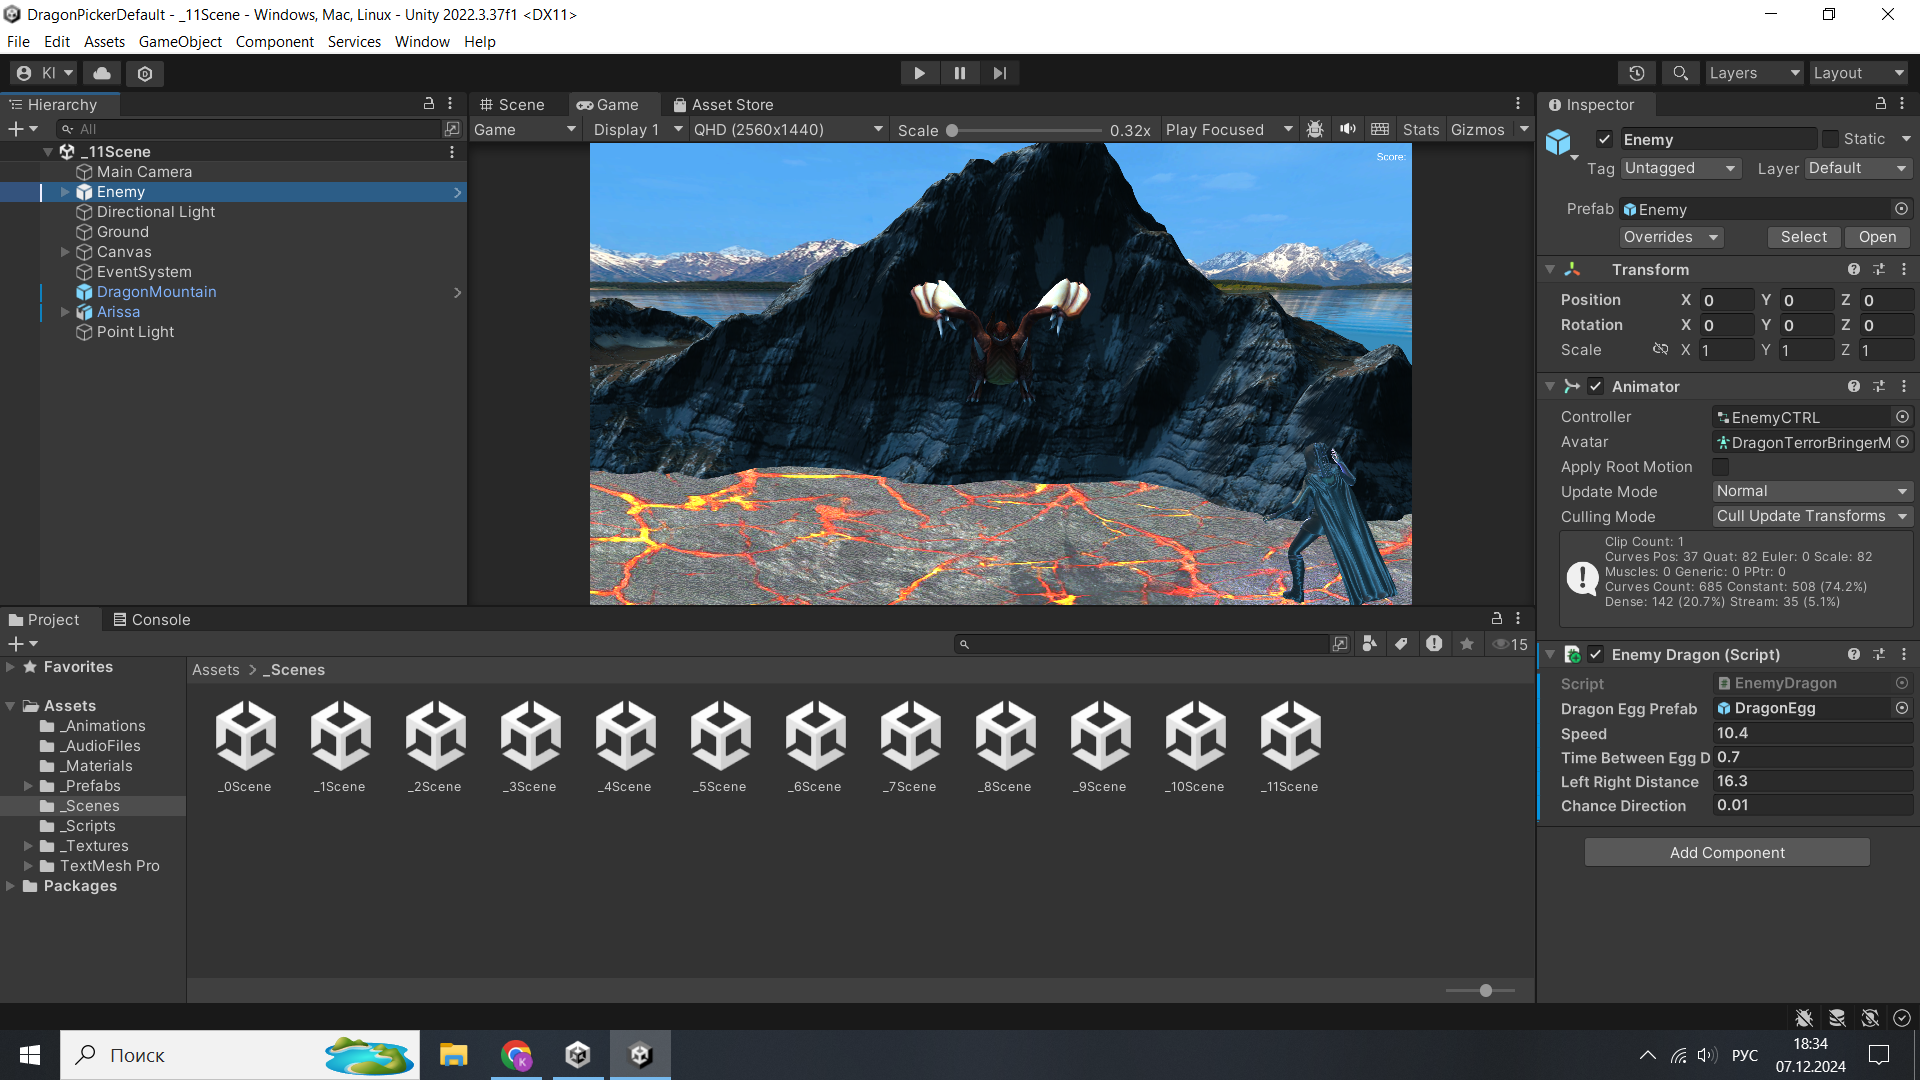 DragonPickerDefault - _11Scene - Windows, Mac, Linux - Unity 2022.3.37f1 <DX11>
File Edit Assets GameObject Component Services Window Help
KI
Layers Layout
Hierarchy
All
_11Scene
Main Camera
Enemy
Directional Light
Ground
Canvas
EventSystem
DragonMountain
Arissa
Point Light
Scene Game Asset Store
Game Display 1 QHD (2560x1440) Scale 0.32x Play Focused Stats Gizmos
Score:
Inspector
Enemy Static
Tag Untagged Layer Default
Prefab Enemy
Overrides Select Open
Transform
Position X 0 Y 0 Z 0
Rotation X 0 Y 0 Z 0
Scale X 1 Y 1 Z 1
Animator
Controller EnemyCTRL
Avatar DragonTerrorBringerM
Apply Root Motion
Update Mode Normal
Culling Mode Cull Update Transforms
Clip Count: 1
Curves Pos: 37 Quat: 82 Euler: 0 Scale: 82
Muscles: 0 Generic: 0 PPtr: 0
Curves Count: 685 Constant: 508 (74.2%)
Dense: 142 (20.7%) Stream: 35 (5.1%)
Enemy Dragon (Script)
Script EnemyDragon
Dragon Egg Prefab DragonEgg
Speed 10.4
Time Between Egg D 0.7
Left Right Distance 16.3
Chance Direction 0.01
Add Component
Project Console
15
Favorites
Assets
_Animations
_AudioFiles
_Materials
_Prefabs
_Scenes
_Scripts
_Textures
TextMesh Pro
Packages
Assets > _Scenes
_0Scene _1Scene _2Scene _3Scene _4Scene _5Scene _6Scene _7Scene _8Scene _9Scene _10Scene _11Scene
Поиск
K
РУС
18:34
07.12.2024